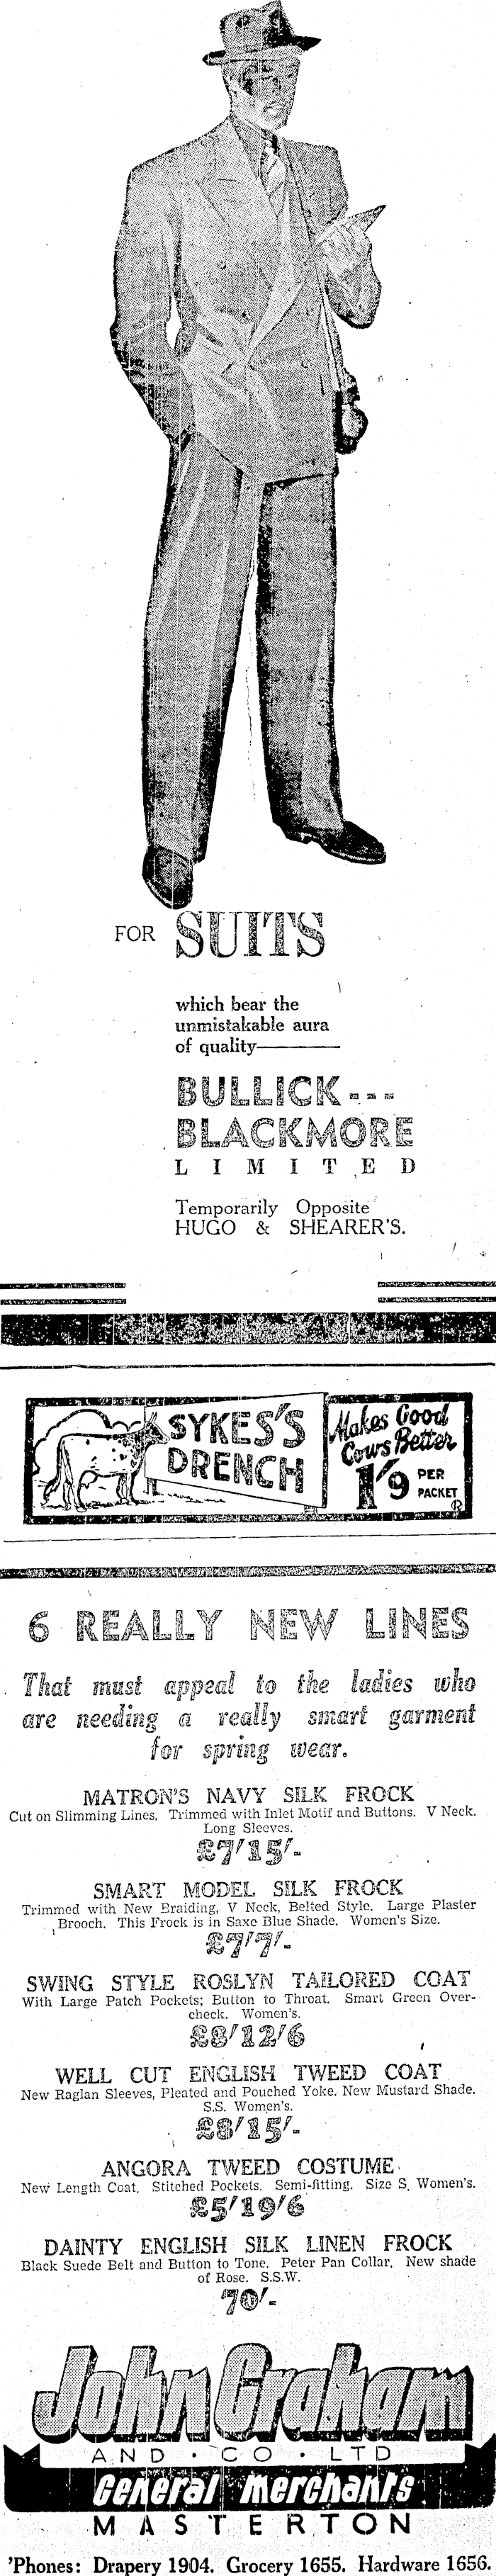 FOR SUITS
which bear the
unmistakable aura
of quality———
BULLICK---
BLACKMORE
LIMITED
Temporarily Opposite
HUGO & SHEARER'S.
SYKES'S
DRENCH
Makes Good
Cows Better
1'9 PER
PACKET
6 REALLY NEW LINES
That must appeal to the ladies who
are needing a really smart garment
for spring wear.
MATRON'S NAVY SILK FROCK
Cut on Slimming Lines. Trimmed with Inlet Motif and Buttons. V Neck.
Long Sleeves.
£7'15'-
SMART MODEL SILK FROCK
Trimmed with New Braiding, V Neck, Belted Style. Large Plaster
Brooch. This Frock is in Saxe Blue Shade. Women's Size.
£7'7'-
SWING STYLE ROSLYN TAILORED COAT
With Large Patch Pockets; Button to Throat. Smart Green Over-
check. Women's.
£8'12'6
WELL CUT ENGLISH TWEED COAT
New Raglan Sleeves, Pleated and Pouched Yoke. New Mustard Shade.
S.S. Women's.
£8'15'-
ANGORA TWEED COSTUME
New Length Coat. Stitched Pockets. Semi-fitting. Size S. Women's.
£5'19'6
DAINTY ENGLISH SILK LINEN FROCK
Black Suede Belt and Button to Tone. Peter Pan Collar. New shade
of Rose. S.S.W.
70'-
John Graham
AND · CO · LTD
General Merchants
MASTERTON
'Phones: Drapery 1904. Grocery 1655. Hardware 1656.